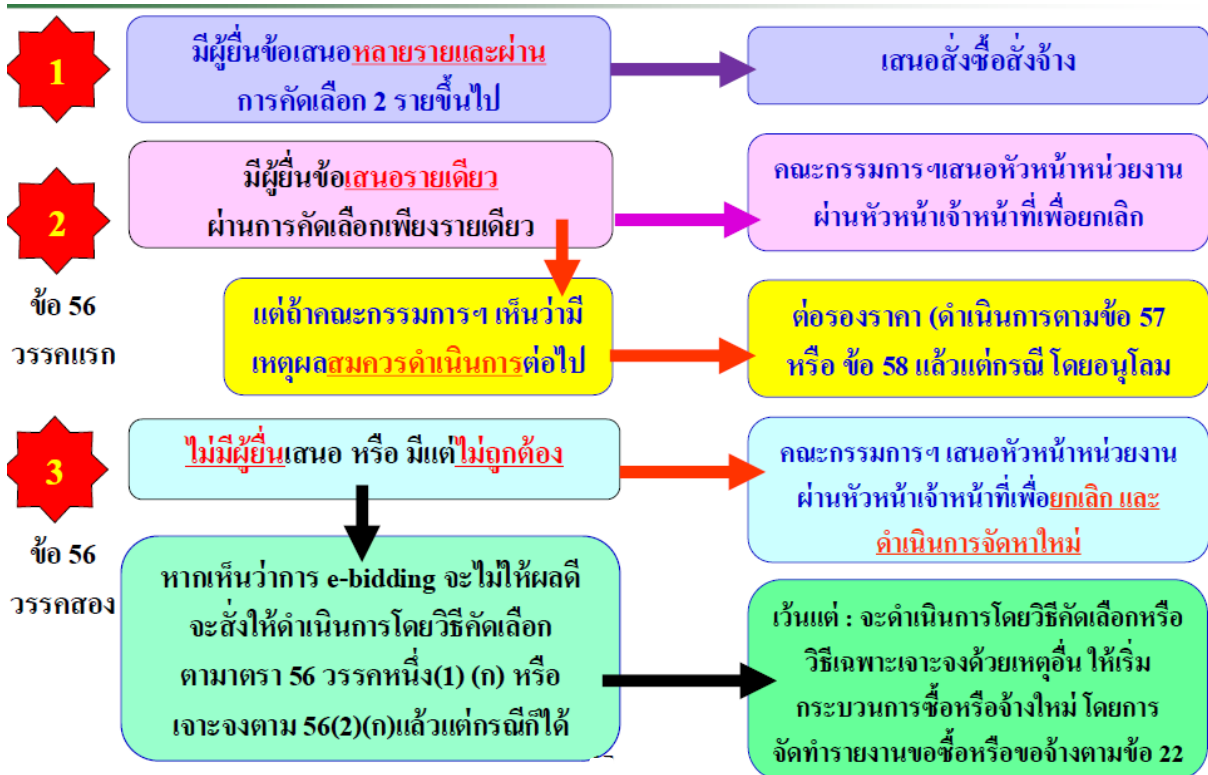 1
มีผู้ยื่นข้อเสนอหลายรายและผ่าน
การคัดเลือก 2 รายขึ้นไป
เสนอสั่งซื้อสั่งจ้าง
2
ข้อ 56
วรรคแรก
มีผู้ยื่นข้อเสนอรายเดียว
ผ่านการคัดเลือกเพียงรายเดียว
คณะกรรมการฯเสนอหัวหน้าหน่วยงาน
ผ่านหัวหน้าเจ้าหน้าที่เพื่อยกเลิก
แต่ถ้าคณะกรรมการฯ เห็นว่ามี
เหตุผลสมควรดำเนินการต่อไป
ต่อรองราคา (ดำเนินการตามข้อ 57
หรือ ข้อ 58 แล้วแต่กรณี โดยอนุโลม
3
ข้อ 56
วรรคสอง
ไม่มีผู้ยื่นเสนอ หรือ มีแต่ไม่ถูกต้อง
คณะกรรมการฯ เสนอหัวหน้าหน่วยงาน
ผ่านหัวหน้าเจ้าหน้าที่เพื่อยกเลิก และ
ดำเนินการจัดหาใหม่
หากเห็นว่าการ e-bidding จะไม่ให้ผลดี
จะสั่งให้ดำเนินการโดยวิธีคัดเลือก
ตามาตรา 56 วรรคหนึ่ง(1) (ก) หรือ
เจาะจงตาม 56(2)(ก)แล้วแต่กรณีก็ได้
เว้นแต่ : จะดำเนินการโดยวิธีคัดเลือกหรือ
วิธีเฉพาะเจาะจงด้วยเหตุอื่น ให้เริ่ม
กระบวนการซื้อหรือจ้างใหม่ โดยการ
จัดทำรายงานขอซื้อหรือขอจ้างตามข้อ 22